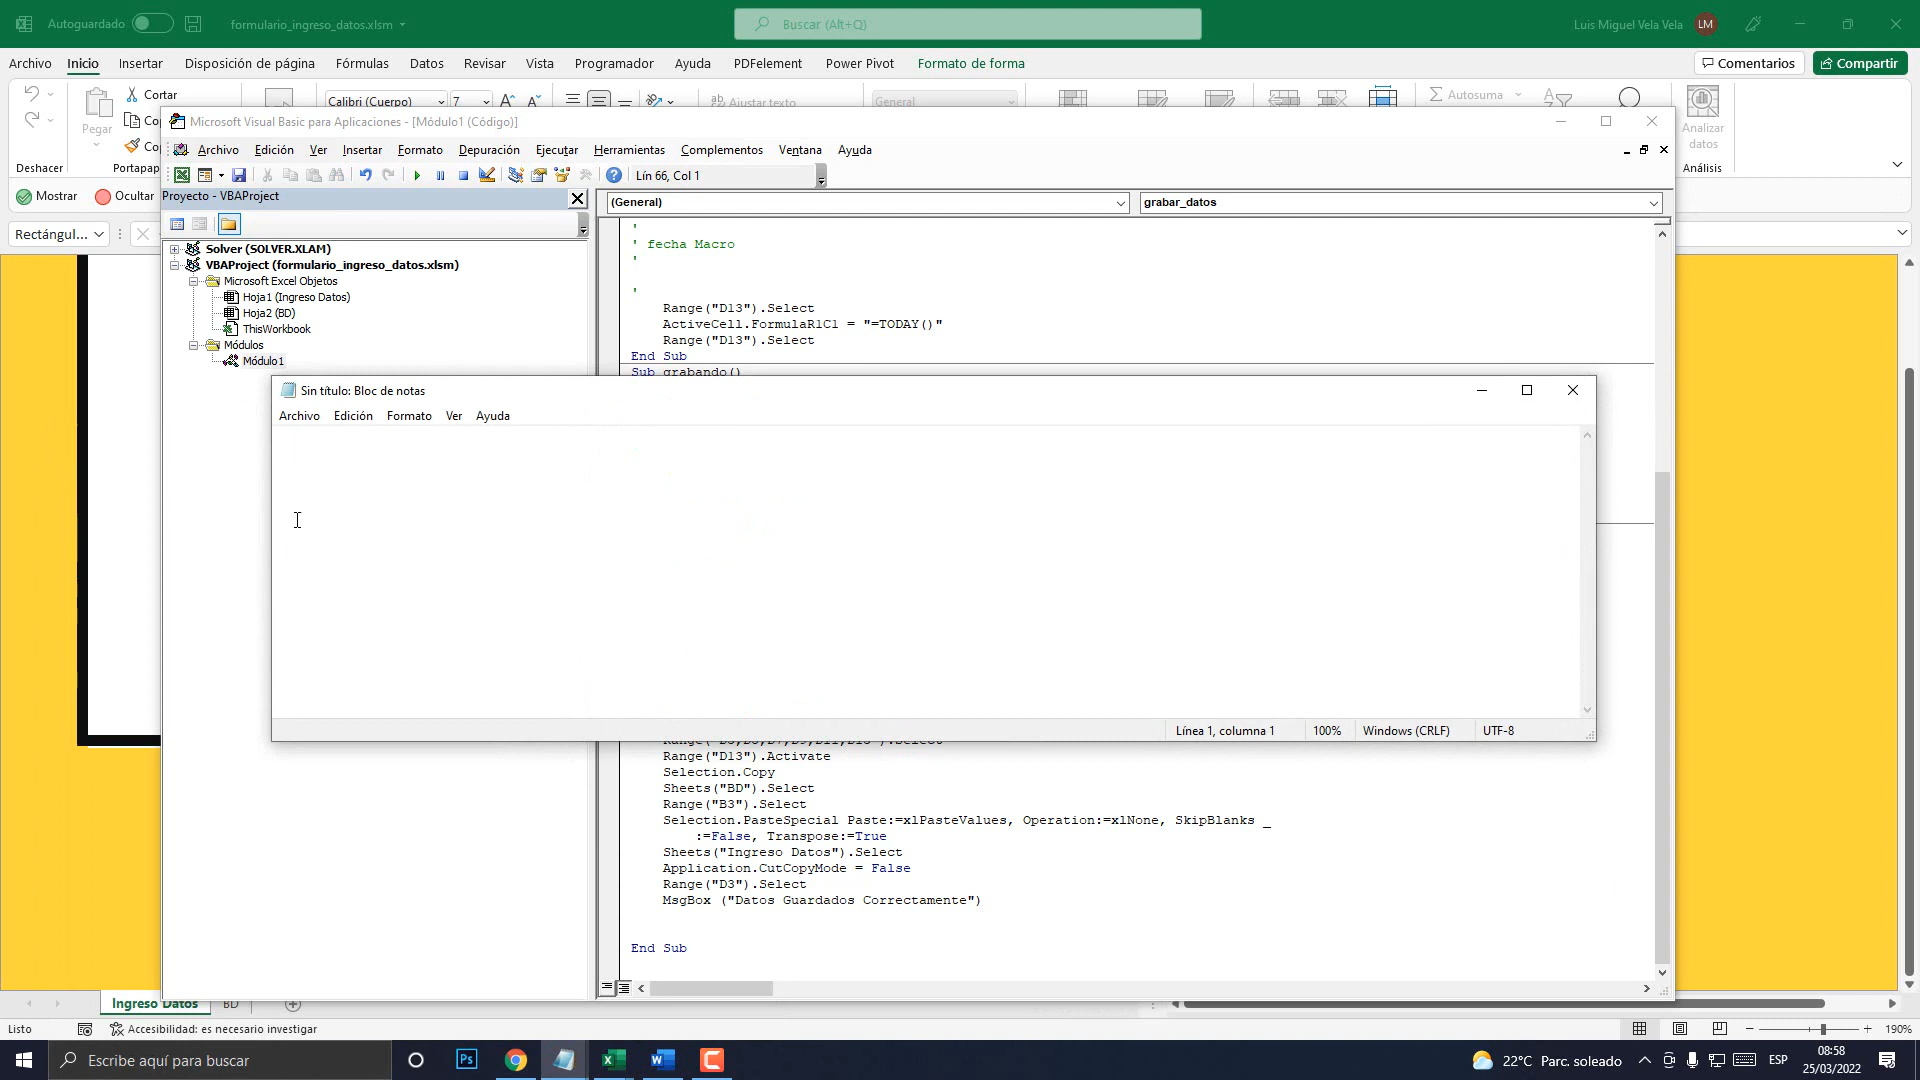 Autoguardado
formulario_ingreso_datos.xlsm
Buscar (Alt+Q)
Luis Miguel Vela Vela
LM
Archivo
Inicio
Insertar
Disposición de página
Fórmulas
Datos
Revisar
Vista
Programador
Ayuda
PDFelement
Power Pivot
Formato de forma
Comentarios
Compartir
Pegar
Cortar
Calibri (Cuerpo)
7
Ajustar texto
General
Autosuma
Analizar datos
Deshacer
Análisis
Mostrar
Ocultar
Rectángul...
Microsoft Visual Basic para Aplicaciones - [Módulo1 (Código)]
Archivo Edición Ver Insertar Formato Depuración Ejecutar Herramientas Complementos Ventana Ayuda
Lín 66, Col 1
Proyecto - VBAProject
(General)
grabar_datos
Solver (SOLVER.XLAM)
VBAProject (formulario_ingreso_datos.xlsm)
Microsoft Excel Objetos
Hoja1 (Ingreso Datos)
Hoja2 (BD)
ThisWorkbook
Módulos
Módulo1
'
' fecha Macro
'
'
Range("D13").Select
ActiveCell.FormulaR1C1 = "=TODAY()"
Range("D13").Select
End Sub
Sub grabando()
Sin título: Bloc de notas
Archivo Edición Formato Ver Ayuda
Línea 1, columna 1
100%
Windows (CRLF)
UTF-8
Range("D13").Activate
Selection.Copy
Sheets("BD").Select
Range("B3").Select
Selection.PasteSpecial Paste:=xlPasteValues, Operation:=xlNone, SkipBlanks _
:=False, Transpose:=True
Sheets("Ingreso Datos").Select
Application.CutCopyMode = False
Range("D3").Select
MsgBox ("Datos Guardados Correctamente")
End Sub
Ingreso Datos
BD
Listo
Accesibilidad: es necesario investigar
190%
Escribe aquí para buscar
22°C Parc. soleado
ESP
08:58
25/03/2022